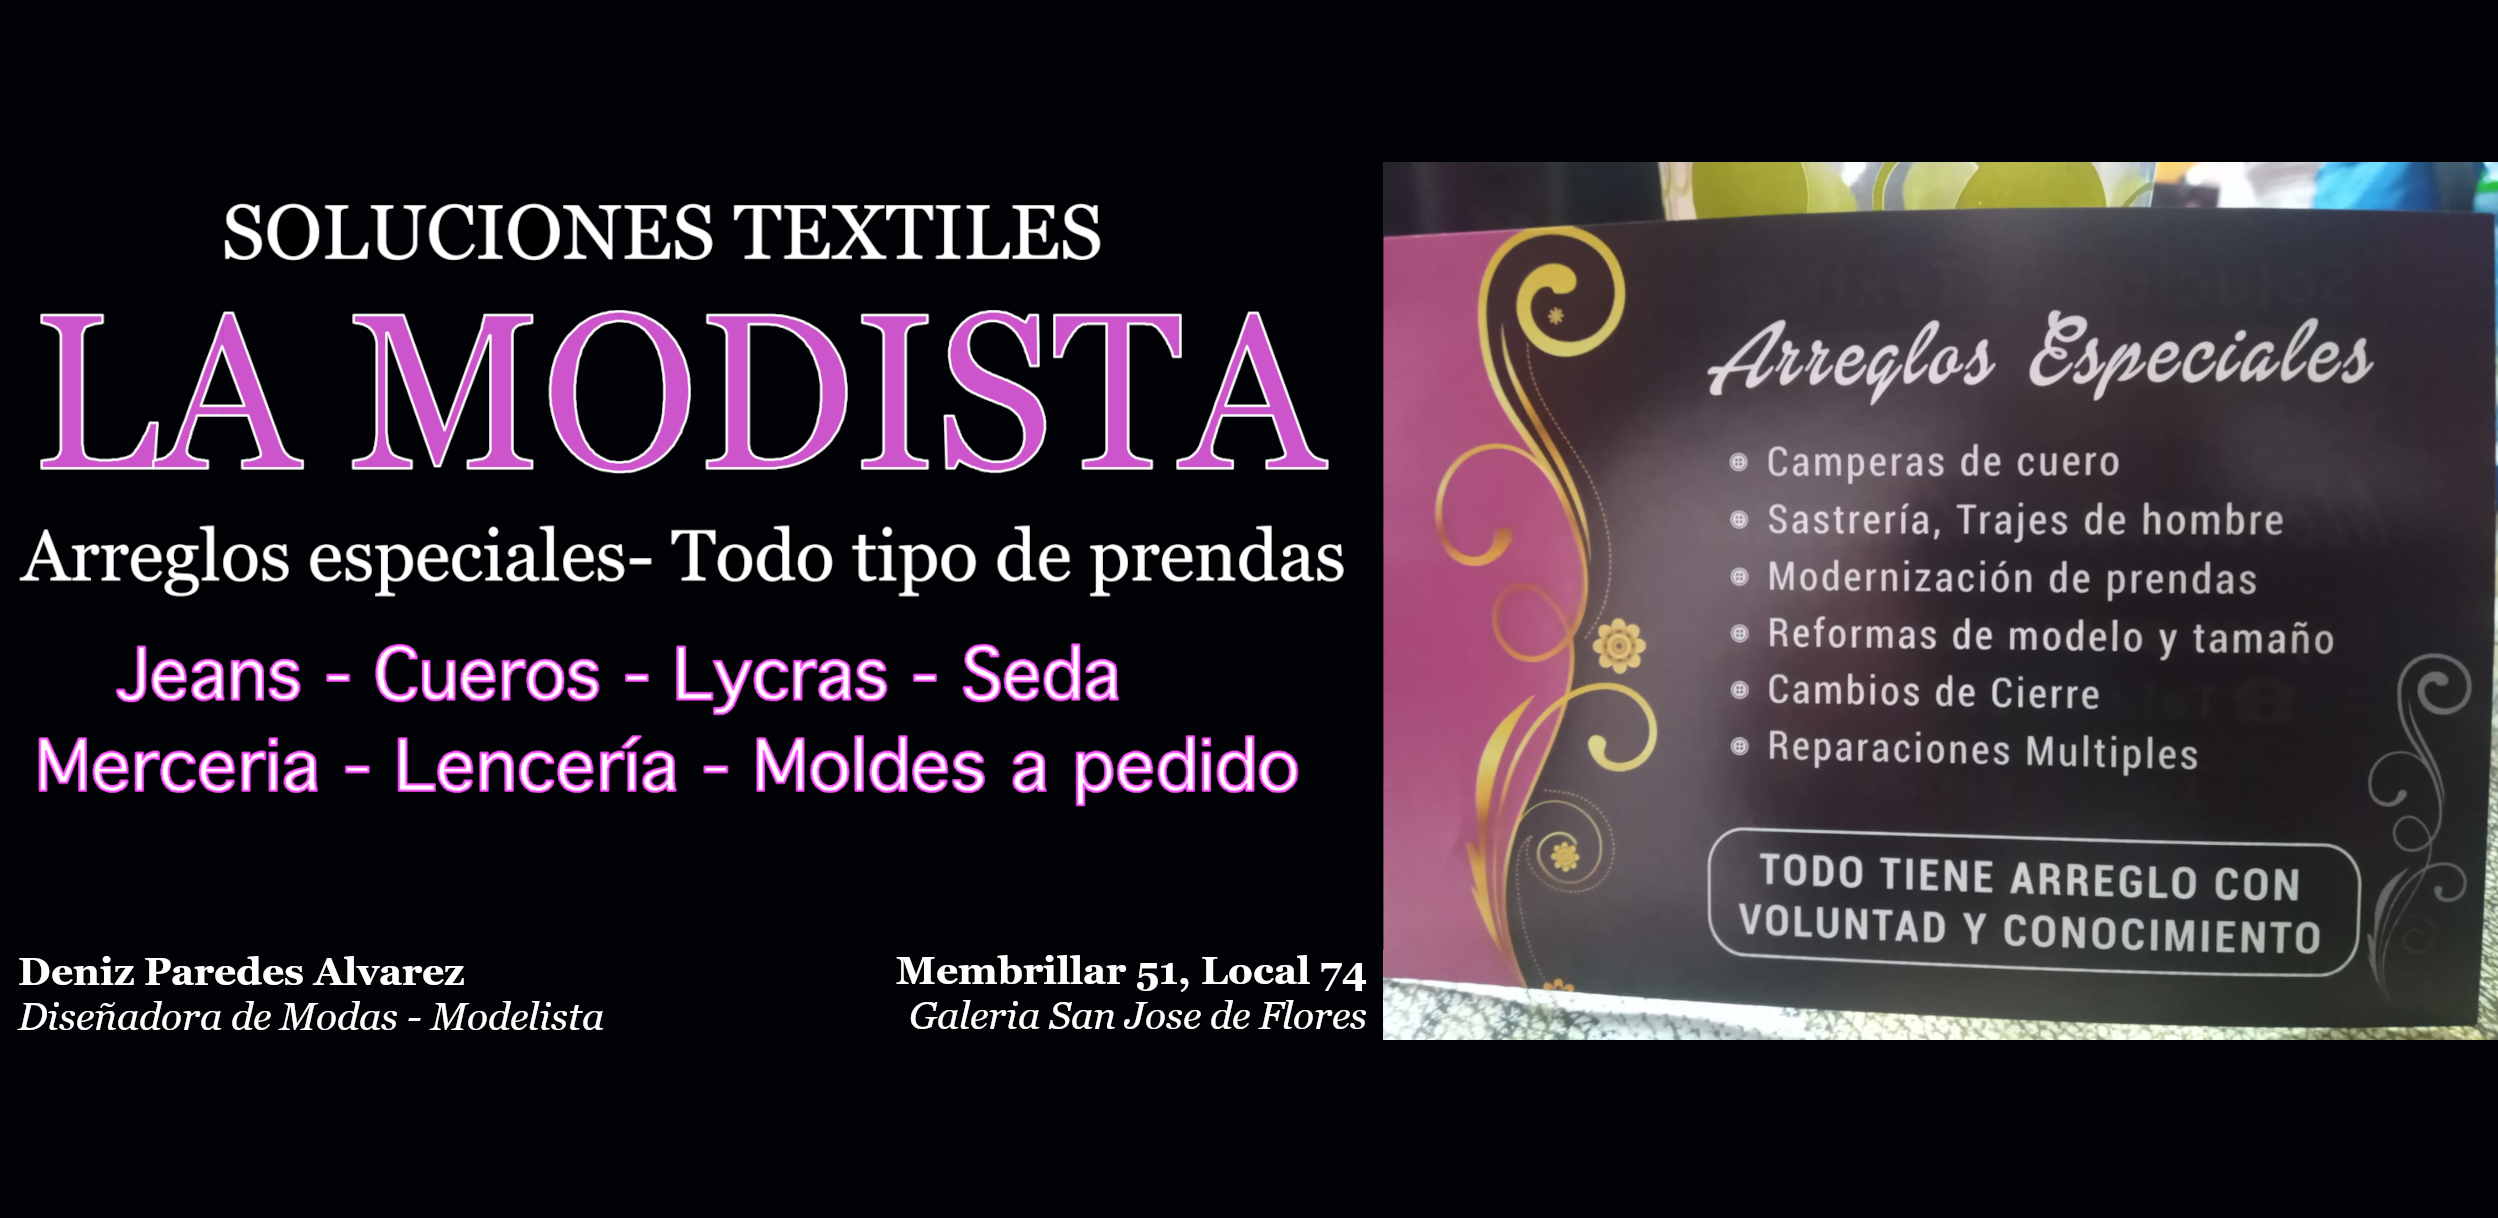 SOLUCIONES TEXTILES
LA MODISTA
Arreglos especiales- Todo tipo de prendas
Jeans - Cueros - Lycras - Seda
Merceria - Lencería - Moldes a pedido
Deniz Paredes Alvarez
Diseñadora de Modas - Modelista
Membrillar 51, Local 74
Galeria San Jose de Flores
Arreglos Especiales
Camperas de cuero
Sastrería, Trajes de hombre
Modernización de prendas
Reformas de modelo y tamaño
Cambios de Cierre
Reparaciones Multiples
TODO TIENE ARREGLO CON
VOLUNTAD Y CONOCIMIENTO